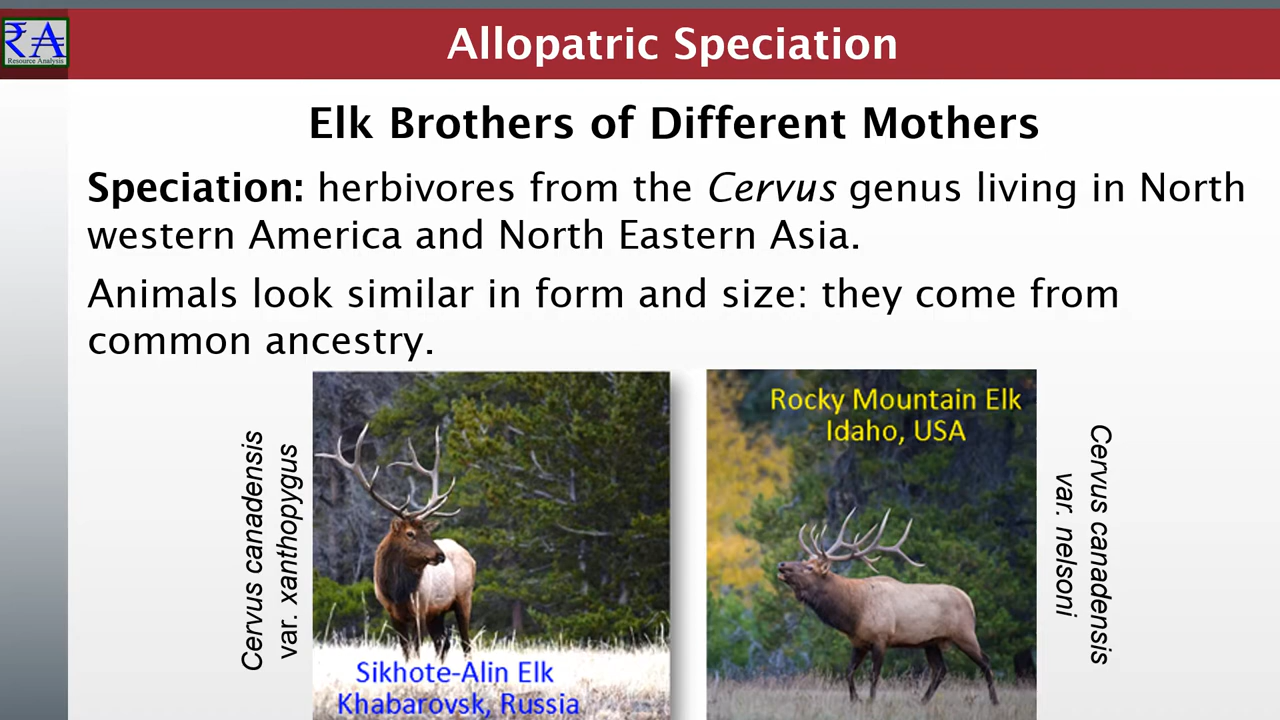 ₹A
Resource Analysis
Allopatric Speciation
Elk Brothers of Different Mothers
Speciation: herbivores from the Cervus genus living in North
western America and North Eastern Asia.
Animals look similar in form and size: they come from
common ancestry.
Cervus canadensis
var. xanthopygus
Sikhote-Alin Elk
Khabarovsk, Russia
Rocky Mountain Elk
Idaho, USA
Cervus canadensis
var. nelsoni